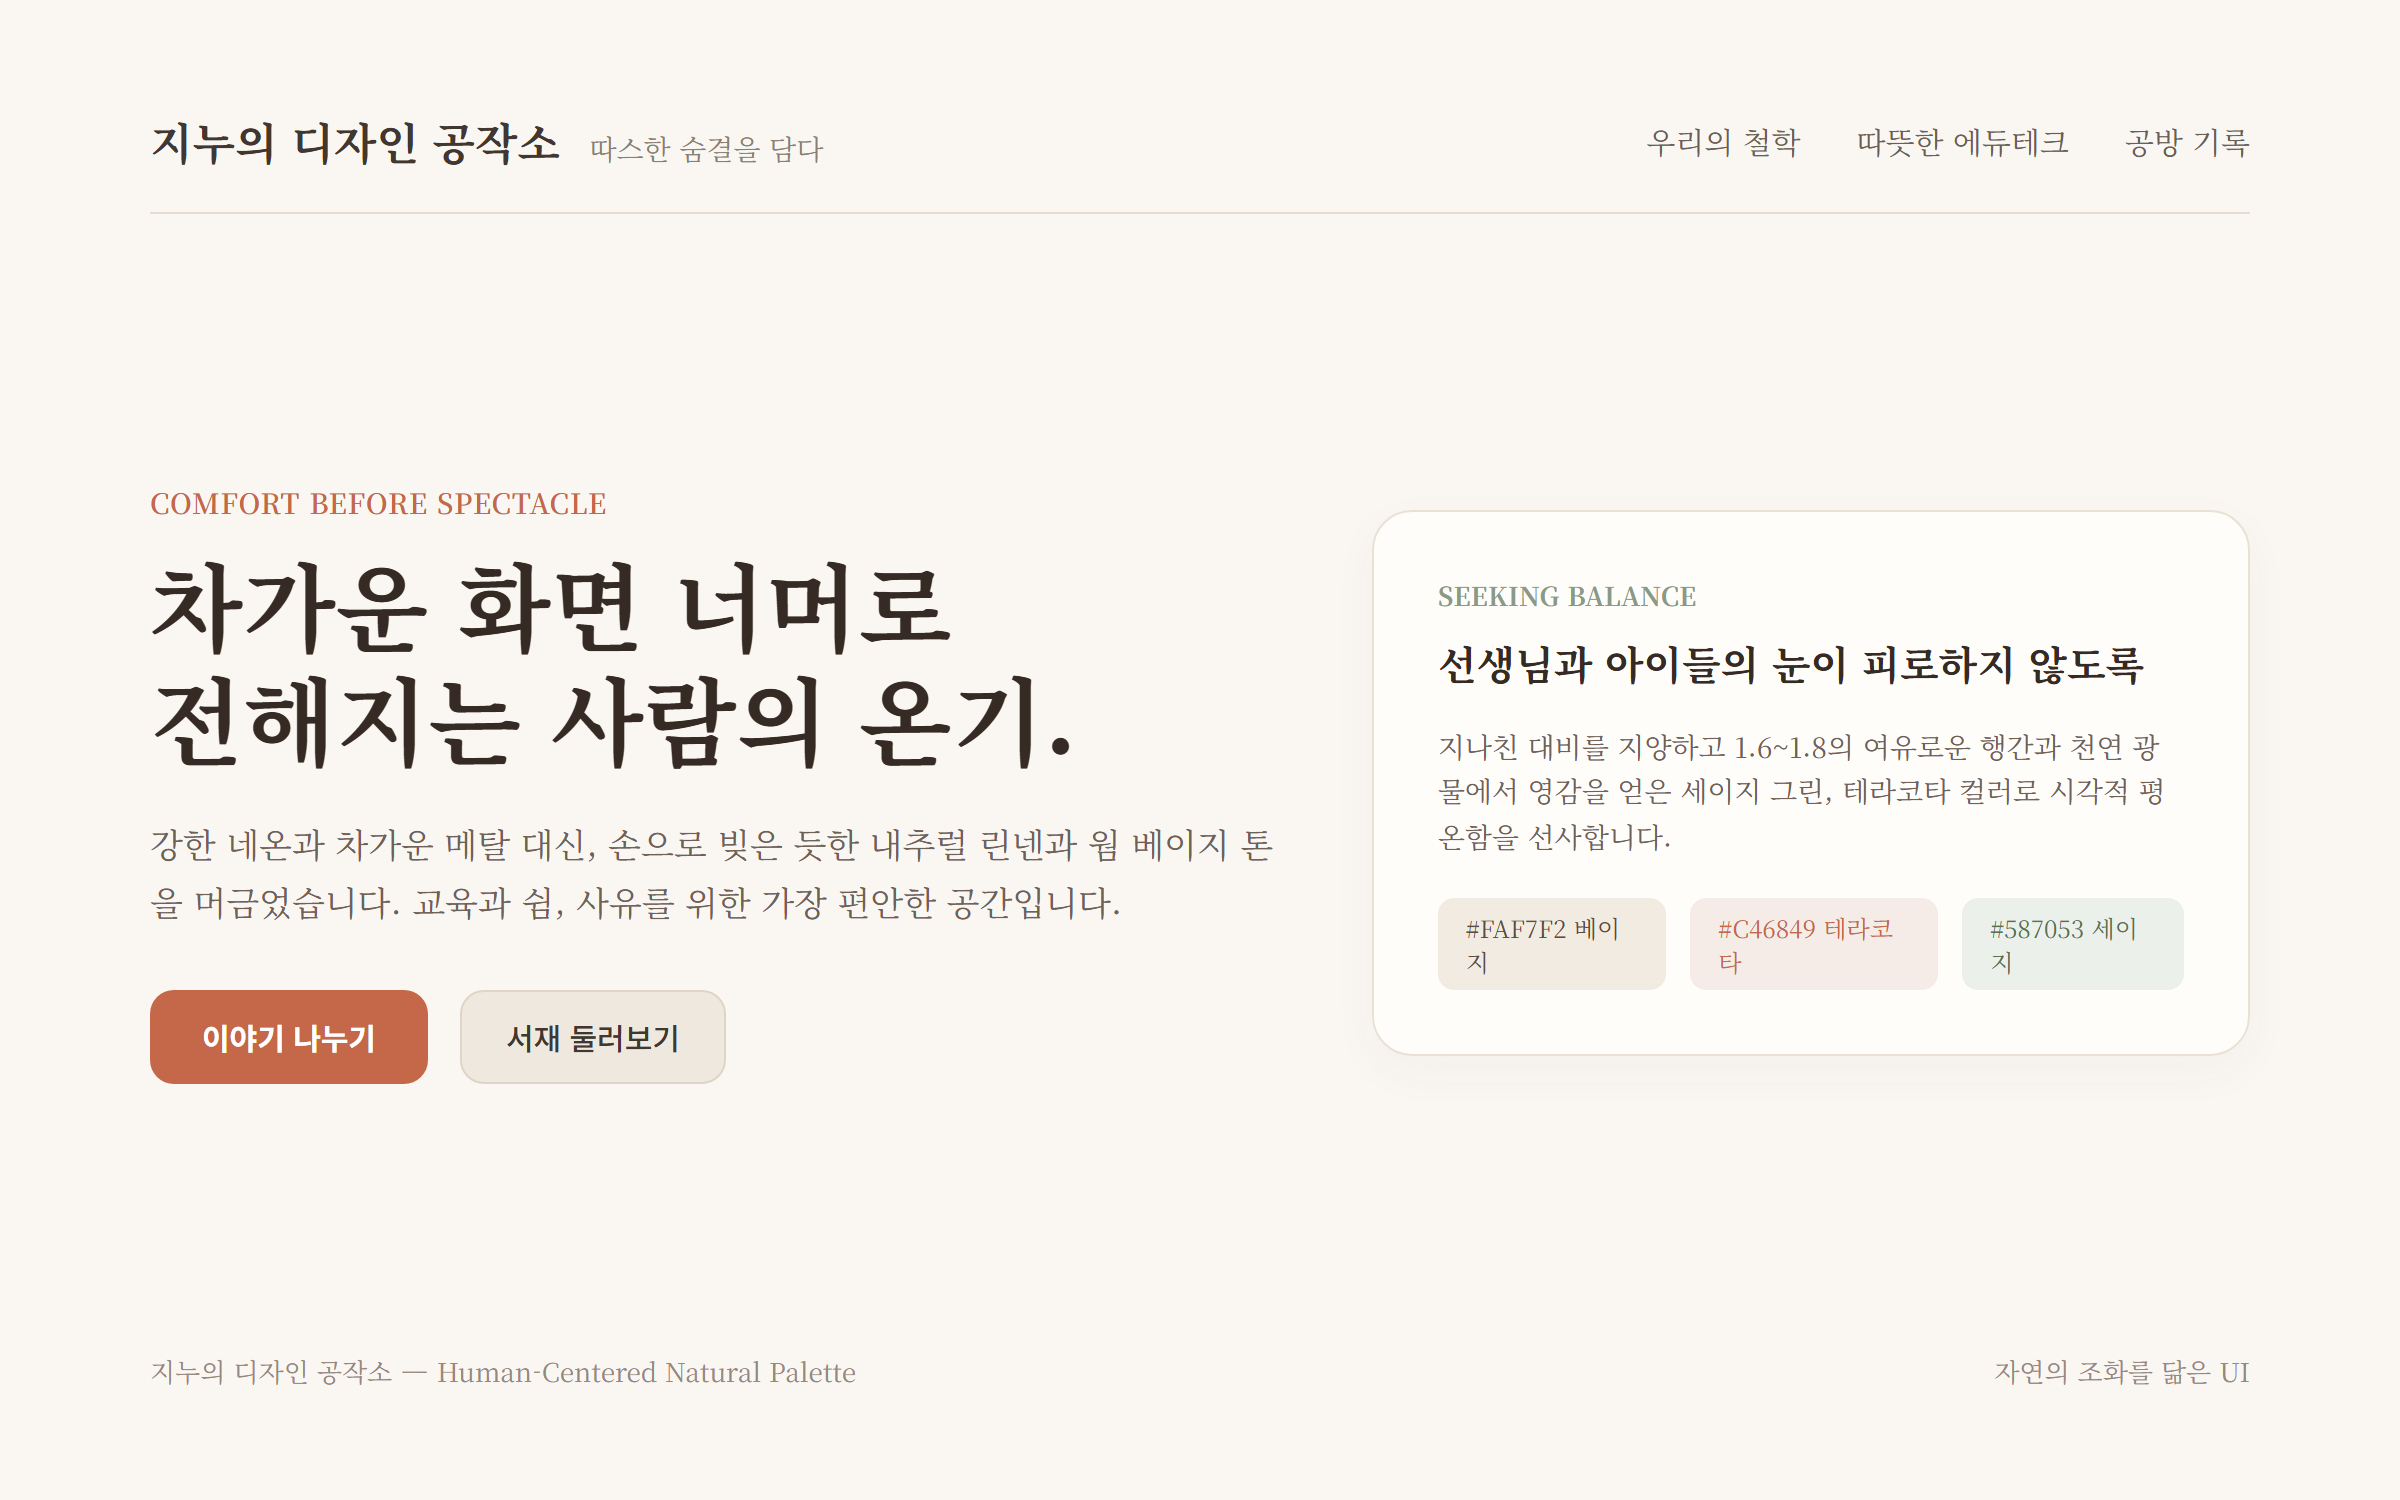 지누의 디자인 공작소 따스한 숨결을 담다
우리의 철학 따뜻한 에듀테크 공방 기록
COMFORT BEFORE SPECTACLE
차가운 화면 너머로
전해지는 사람의 온기.
강한 네온과 차가운 메탈 대신, 손으로 빚은 듯한 내추럴 린넨과 웜 베이지 톤
을 머금었습니다. 교육과 쉼, 사유를 위한 가장 편안한 공간입니다.
이야기 나누기
서재 둘러보기
SEEKING BALANCE
선생님과 아이들의 눈이 피로하지 않도록
지나친 대비를 지양하고 1.6~1.8의 여유로운 행간과 천연 광
물에서 영감을 얻은 세이지 그린, 테라코타 컬러로 시각적 평
온함을 선사합니다.
#FAF7F2 베이
지
#C46849 테라코
타
#587053 세이
지
지누의 디자인 공작소 — Human-Centered Natural Palette
자연의 조화를 닮은 UI